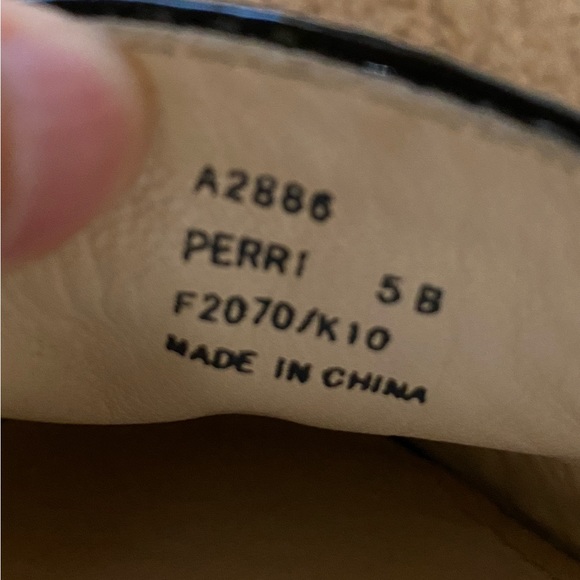 A2886
PERRI 5 B
F2070/K10
MADE IN CHINA